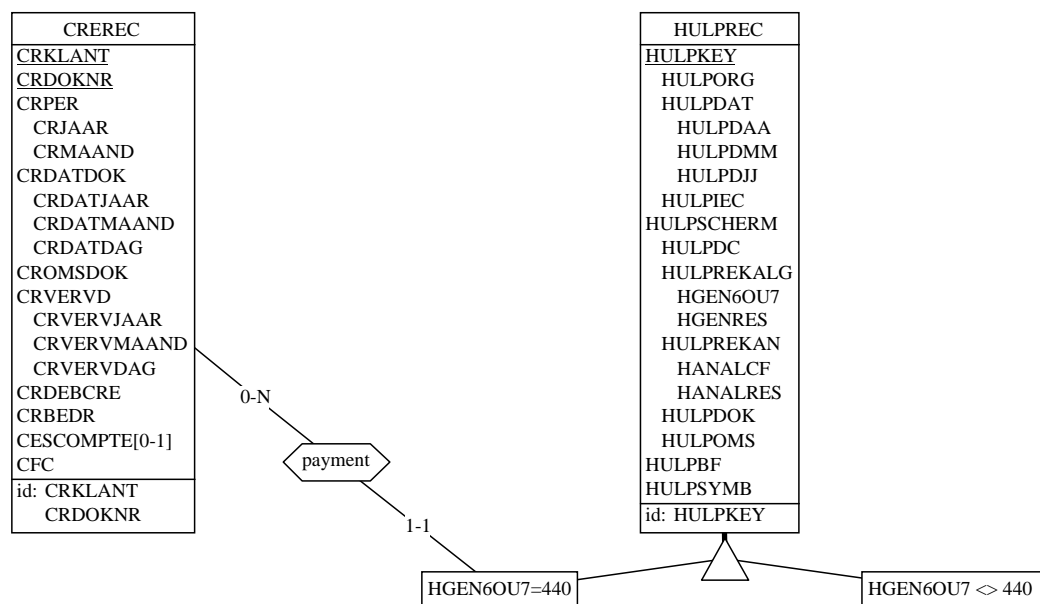 CREREC
CRKLANT
CRDOKNR
CRPER
CRJAAR
CRMAAND
CRDATDOK
CRDATJAAR
CRDATMAAND
CRDATDAG
CROMSDOK
CRVERVD
CRVERVJAAR
CRVERVMAAND
CRVERVDAG
CRDEBCRE
CRBEDR
CESCOMPTE[0-1]
CFC
id: CRKLANT
CRDOKNR
0-N
payment
1-1
HGEN6OU7=440
HULPREC
HULPKEY
HULPORG
HULPDAT
HULPDAA
HULPDMM
HULPDJJ
HULPIEC
HULPSCHERM
HULPDC
HULPREKALG
HGEN6OU7
HGENRES
HULPREKAN
HANALCF
HANALRES
HULPDOK
HULPOMS
HULPBF
HULPSYMB
id: HULPKEY
HGEN6OU7 <> 440